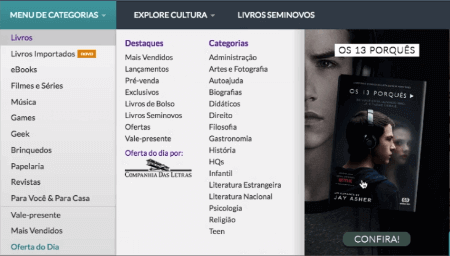 MENU DE CATEGORIAS
EXPLORE CULTURA
LIVROS SEMINOVOS
Livros
Livros Importados NOVO
eBooks
Filmes e Séries
Música
Games
Geek
Brinquedos
Papelaria
Revistas
Para Você & Para Casa
Vale-presente
Mais Vendidos
Oferta do Dia
Destaques
Mais Vendidos
Lançamentos
Pré-venda
Exclusivos
Livros de Bolso
Livros Seminovos
Ofertas
Vale-presente
Oferta do dia por:
COMPANHIA DAS LETRAS
Categorias
Administração
Artes e Fotografia
Autoajuda
Biografias
Didáticos
Direito
Filosofia
Gastronomia
História
HQs
Infantil
Literatura Estrangeira
Literatura Nacional
Psicologia
Religião
Teen
OS 13 PORQUÊS
OS 13 PORQUÊS
NETFLIX
JAY ASHER
CONFIRA!